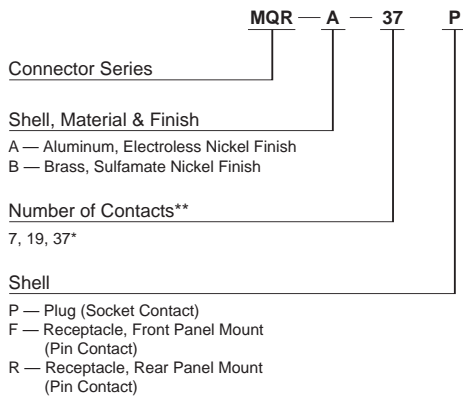 MQR — A — 37 P
Connector Series
Shell, Material & Finish
A — Aluminum, Electroless Nickel Finish
B — Brass, Sulfamate Nickel Finish
Number of Contacts**
7, 19, 37*
Shell
P — Plug (Socket Contact)
F — Receptacle, Front Panel Mount
(Pin Contact)
R — Receptacle, Rear Panel Mount
(Pin Contact)